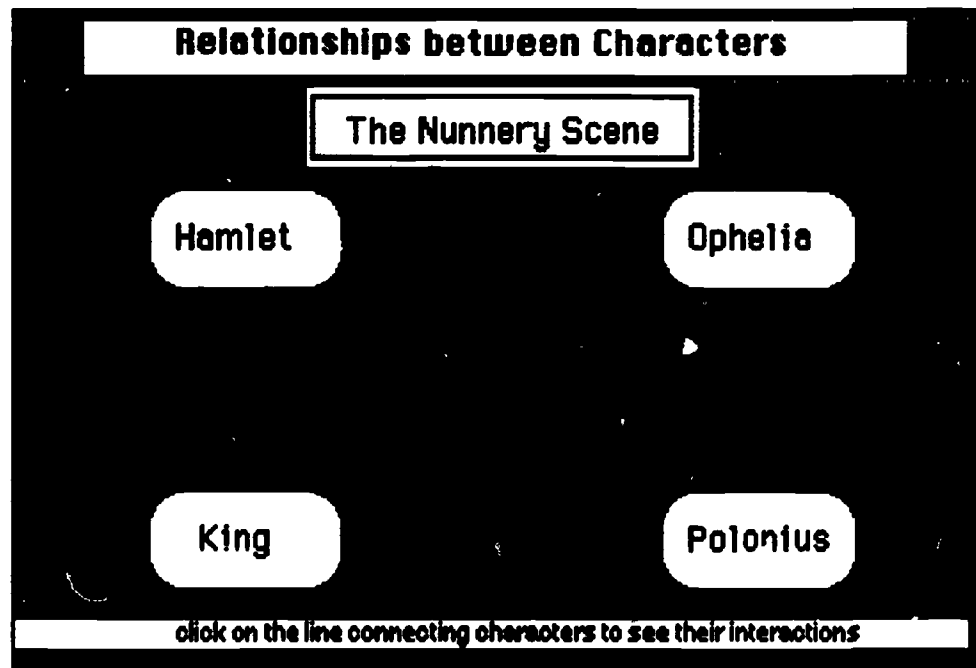 Relationships between Characters
The Nunnery Scene
Hamlet
Ophelia
King
Polonius
click on the line connecting characters to see their interactions